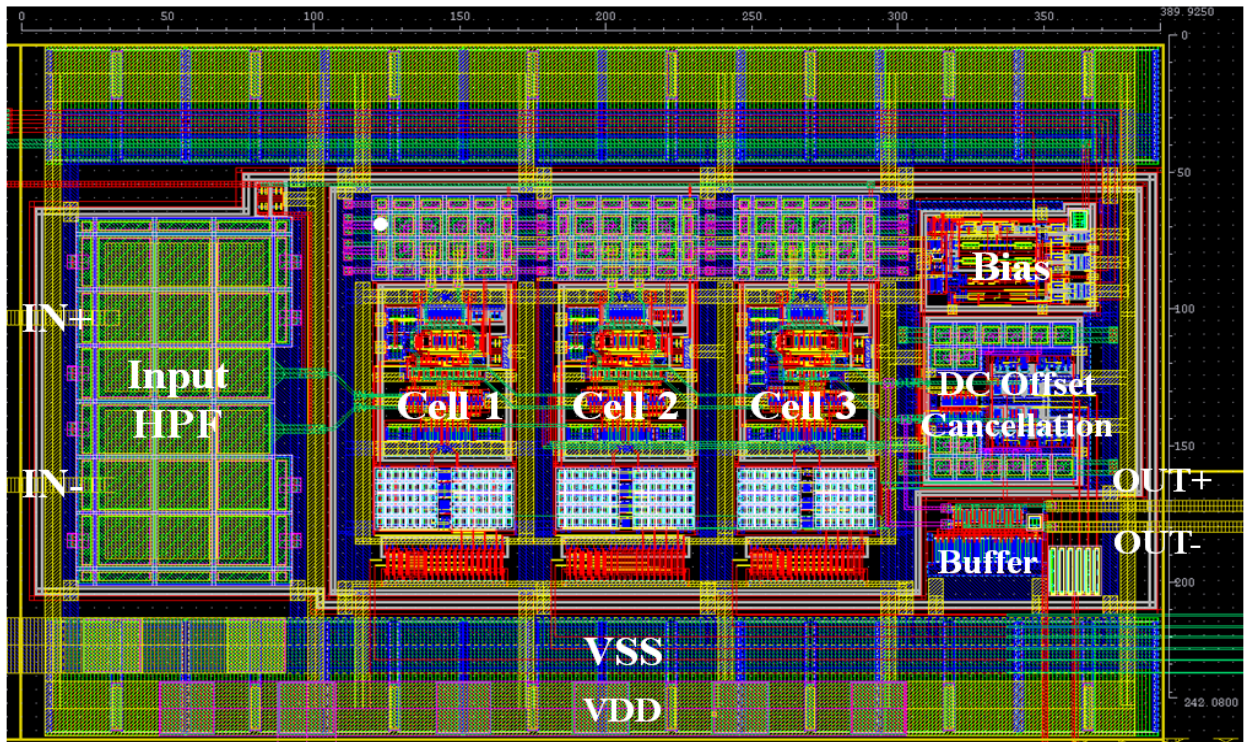 0 50 100 150 200 250 300 350 389.9250
0
50
Bias
IN+
100
Input
HPF
Cell 1 Cell 2 Cell 3
DC Offset
Cancellation
150
IN-
OUT+
OUT-
Buffer
200
VSS
242.0800
VDD